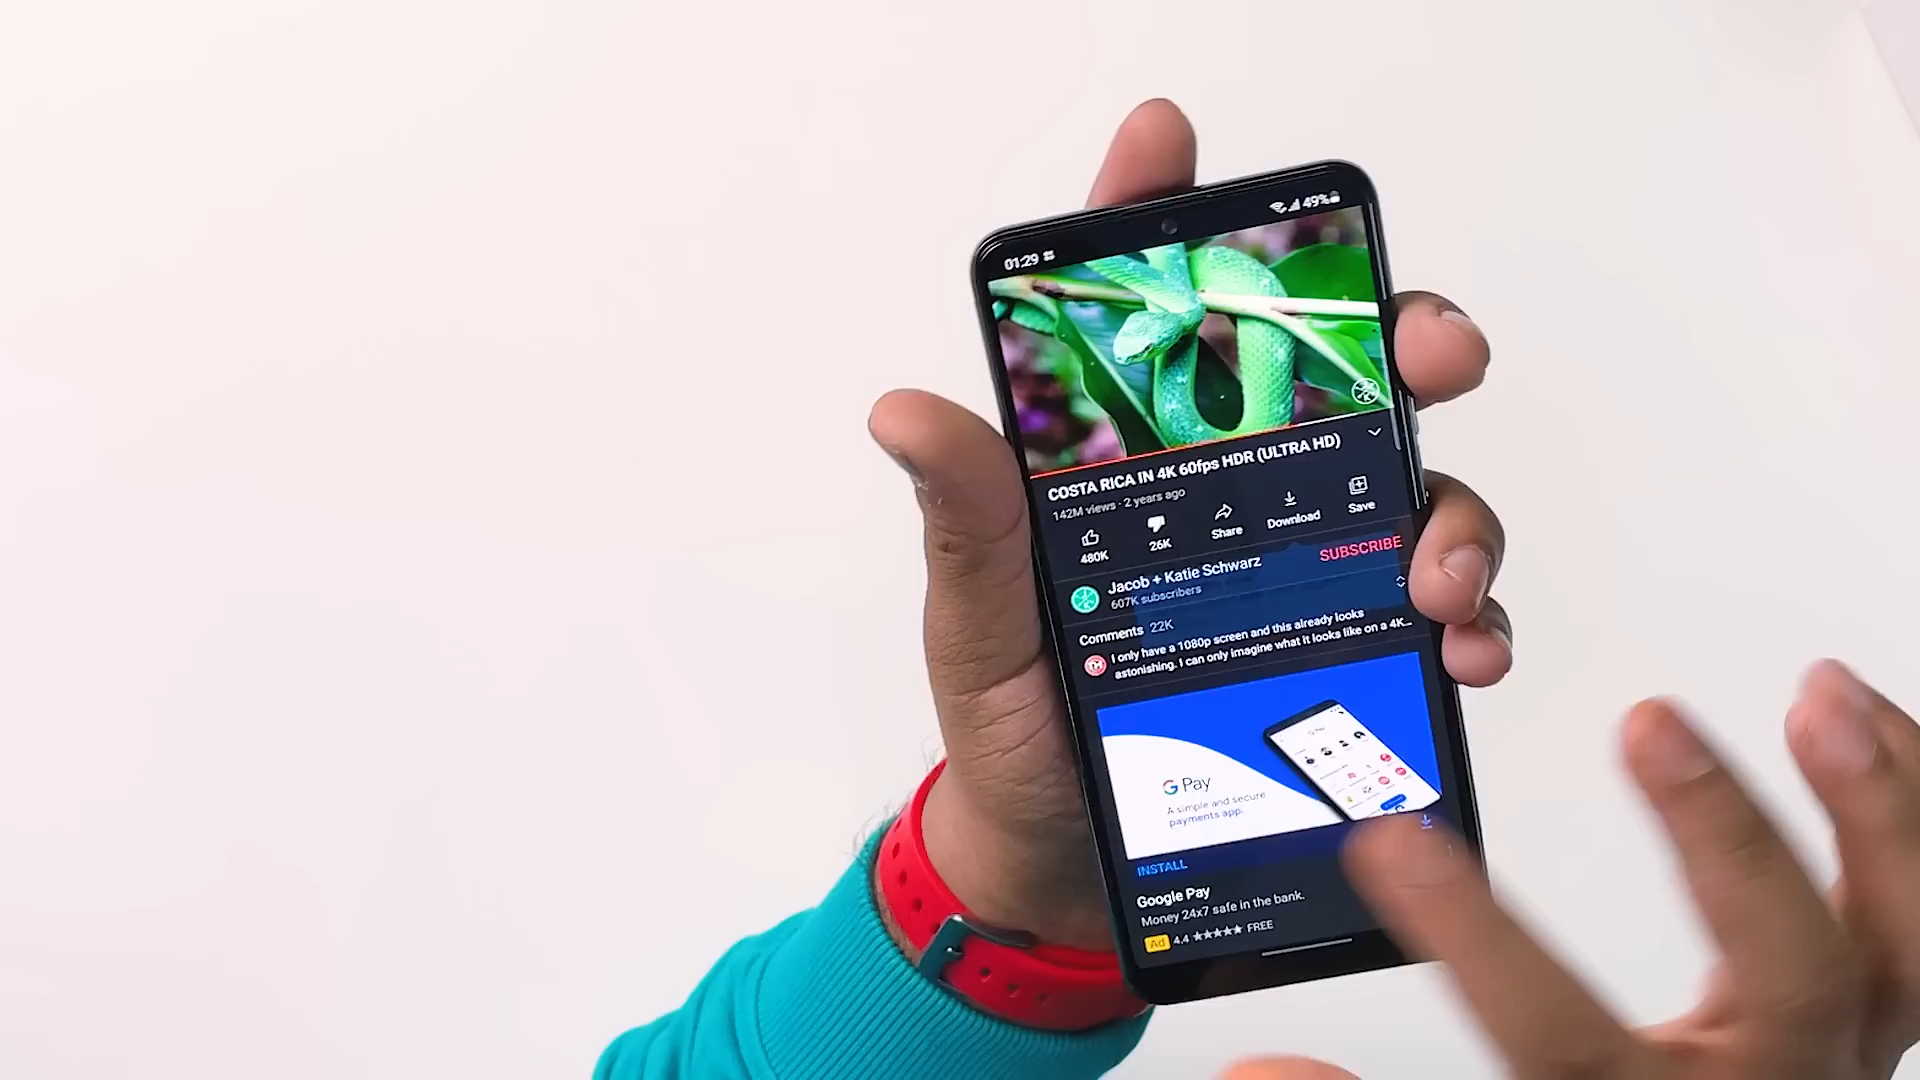 01:29
49%
COSTA RICA IN 4K 60fps HDR (ULTRA HD)
142M views · 2 years ago
480K
26K
Share
Download
Save
Jacob + Katie Schwarz
607K subscribers
SUBSCRIBE
Comments 22K
TM
I only have a 1080p screen and this already looks
astonishing. I can only imagine what it looks like on a 4K...
G Pay
A simple and secure
payments app.
INSTALL
Google Pay
Money 24x7 safe in the bank.
Ad 4.4 ★★★★★ FREE